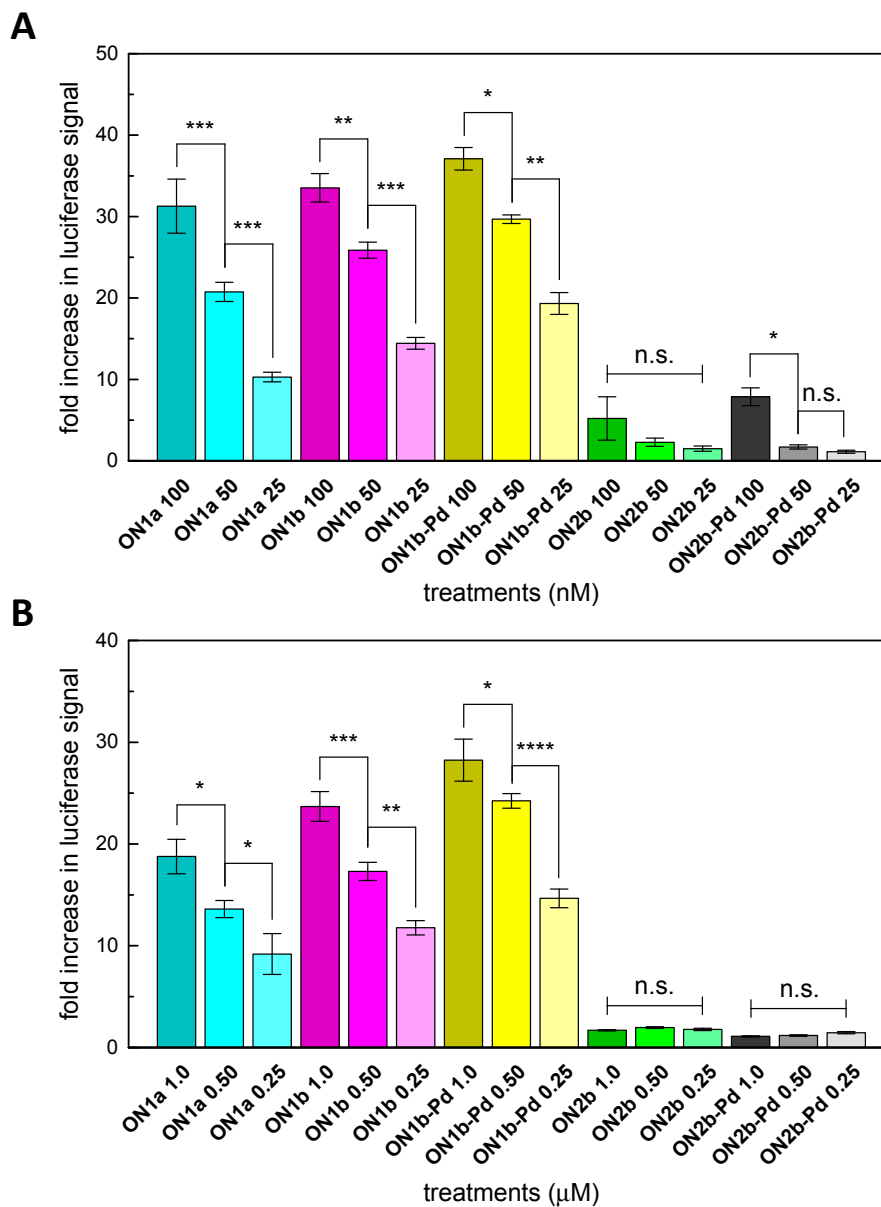 A
fold increase in luciferase signal
50
40
30
20
10
0
***
***
**
***
*
**
n.s.
*
n.s.
ON1a 100
ON1a 50
ON1a 25
ON1b 100
ON1b 50
ON1b 25
ON1b-Pd 100
ON1b-Pd 50
ON1b-Pd 25
ON2b 100
ON2b 50
ON2b 25
ON2b-Pd 100
ON2b-Pd 50
ON2b-Pd 25
treatments (nM)
B
fold increase in luciferase signal
40
30
20
10
0
*
*
***
**
*
****
n.s.
n.s.
ON1a 1.0
ON1a 0.50
ON1a 0.25
ON1b 1.0
ON1b 0.50
ON1b 0.25
ON1b-Pd 1.0
ON1b-Pd 0.50
ON1b-Pd 0.25
ON2b 1.0
ON2b 0.50
ON2b 0.25
ON2b-Pd 1.0
ON2b-Pd 0.50
ON2b-Pd 0.25
treatments (μM)